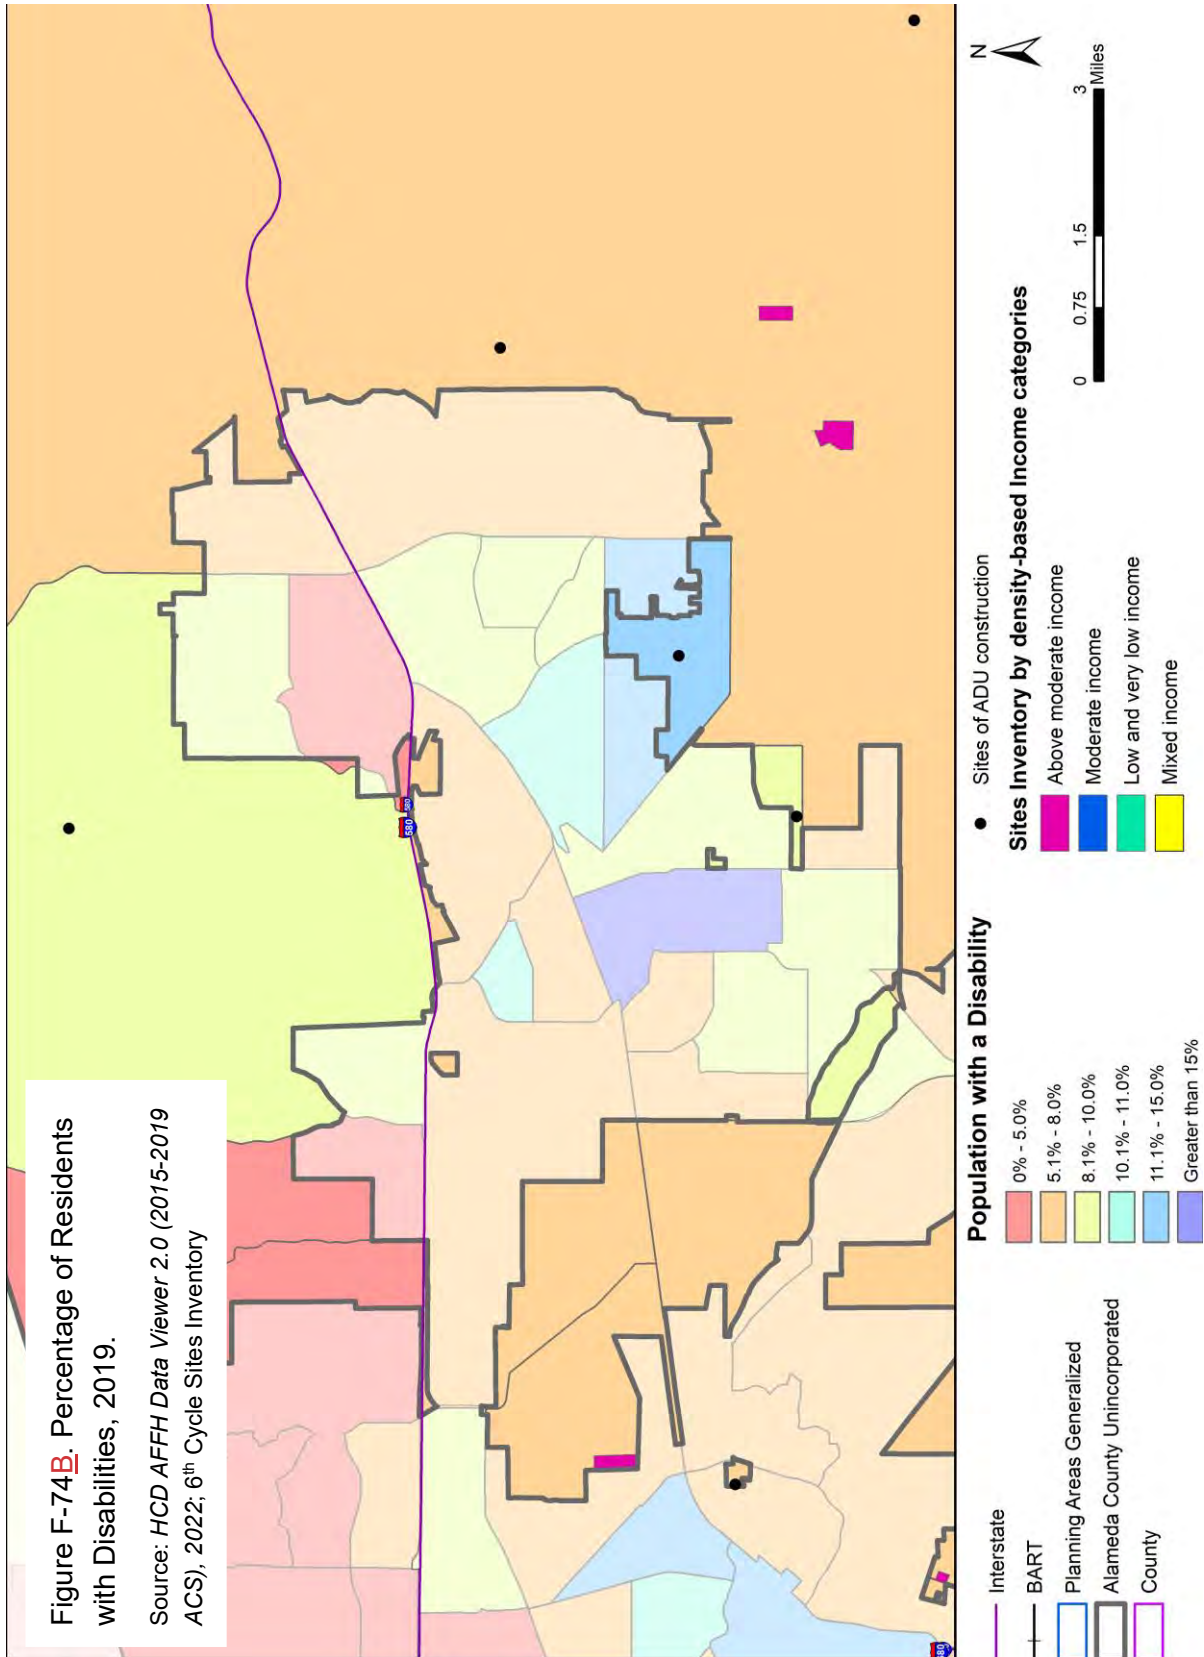 Figure F-74B. Percentage of Residents
with Disabilities, 2019.
Source: HCD AFFH Data Viewer 2.0 (2015-2019
ACS), 2022; 6th Cycle Sites Inventory
580
580
580
Interstate
BART
Planning Areas Generalized
Alameda County Unincorporated
County
Population with a Disability
0% - 5.0%
5.1% - 8.0%
8.1% - 10.0%
10.1% - 11.0%
11.1% - 15.0%
Greater than 15%
Sites of ADU construction
Sites Inventory by density-based Income categories
Above moderate income
Moderate income
Low and very low income
Mixed income
N
0 0.75 1.5 3
Miles